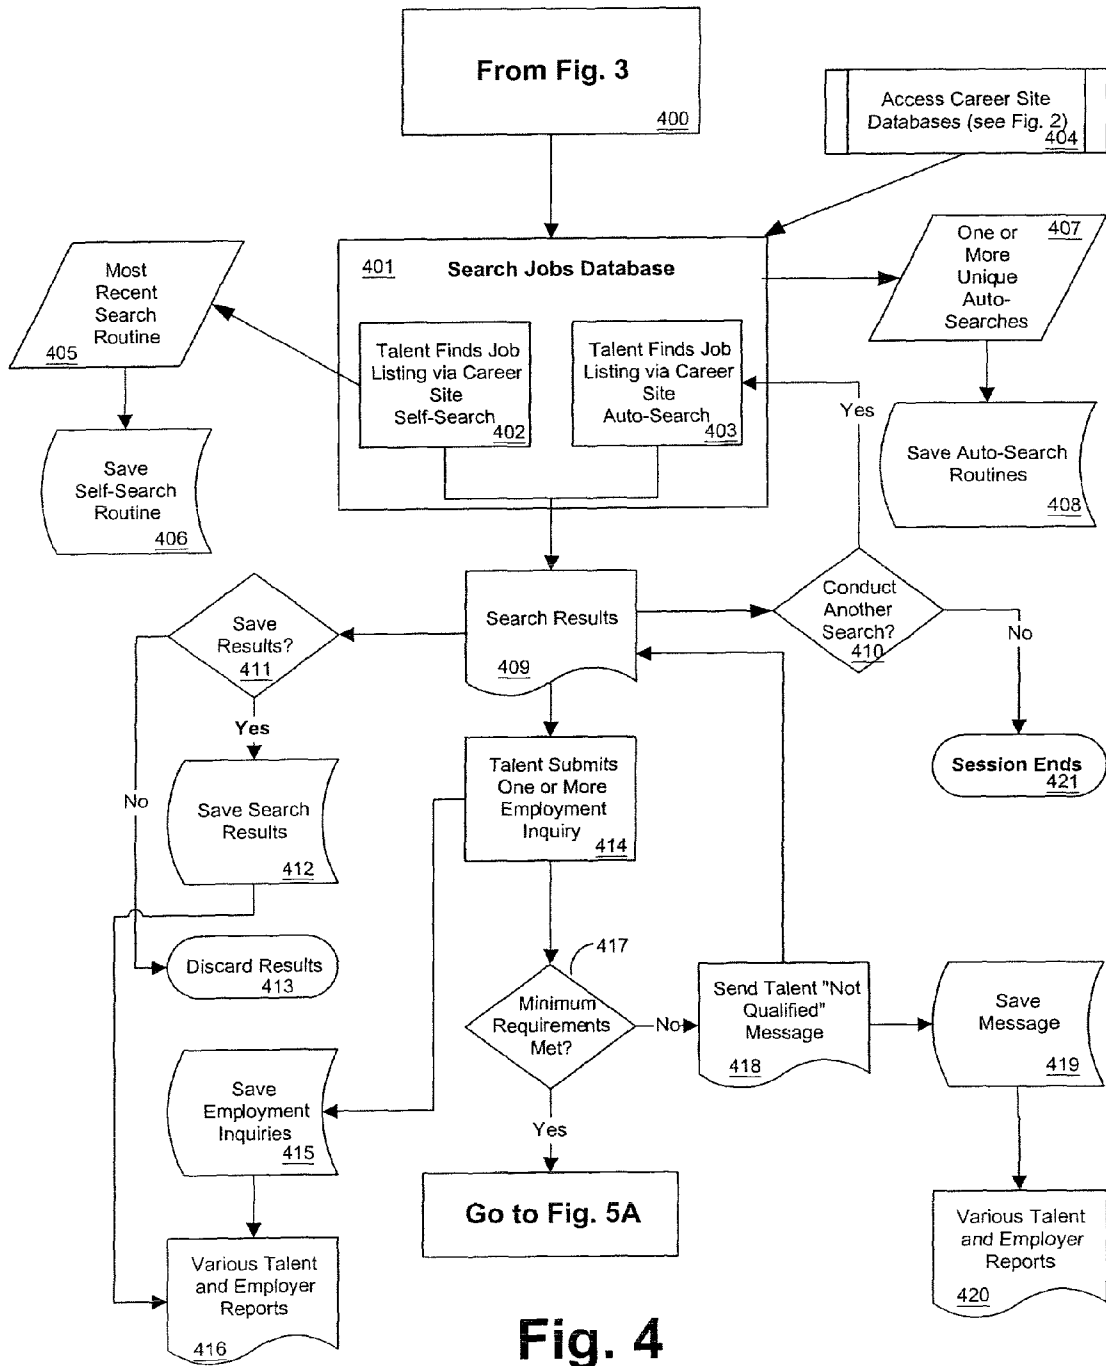 From Fig. 3
400
Access Career Site
Databases (see Fig. 2)
404
401
Search Jobs Database
Talent Finds Job
Listing via Career
Site
Self-Search
402
Talent Finds Job
Listing via Career
Site
Auto-Search
403
Most
Recent
Search
Routine
405
407
One or
More
Unique
Auto-
Searches
Yes
Save
Self-Search
Routine
406
Save Auto-Search
Routines
408
Save
Results?
411
Search Results
409
Conduct
Another
Search?
410
No
Yes
No
Save Search
Results
412
Talent Submits
One or More
Employment
Inquiry
414
Session Ends
421
Discard Results
413
417
Minimum
Requirements
Met?
No
Send Talent "Not
Qualified"
Message
418
Save
Message
419
Save
Employment
Inquiries
415
Yes
Go to Fig. 5A
Various Talent
and Employer
Reports
416
Various Talent
and Employer
Reports
420
Fig. 4